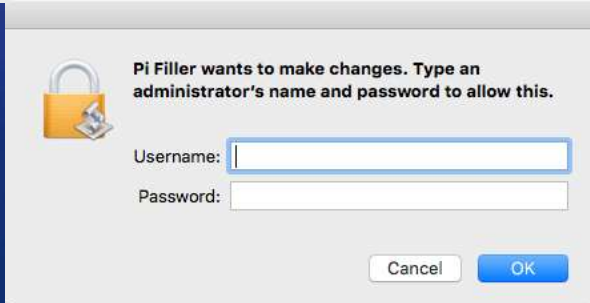 Pi Filler wants to make changes. Type an
administrator's name and password to allow this.
Username:
Password:
Cancel
OK